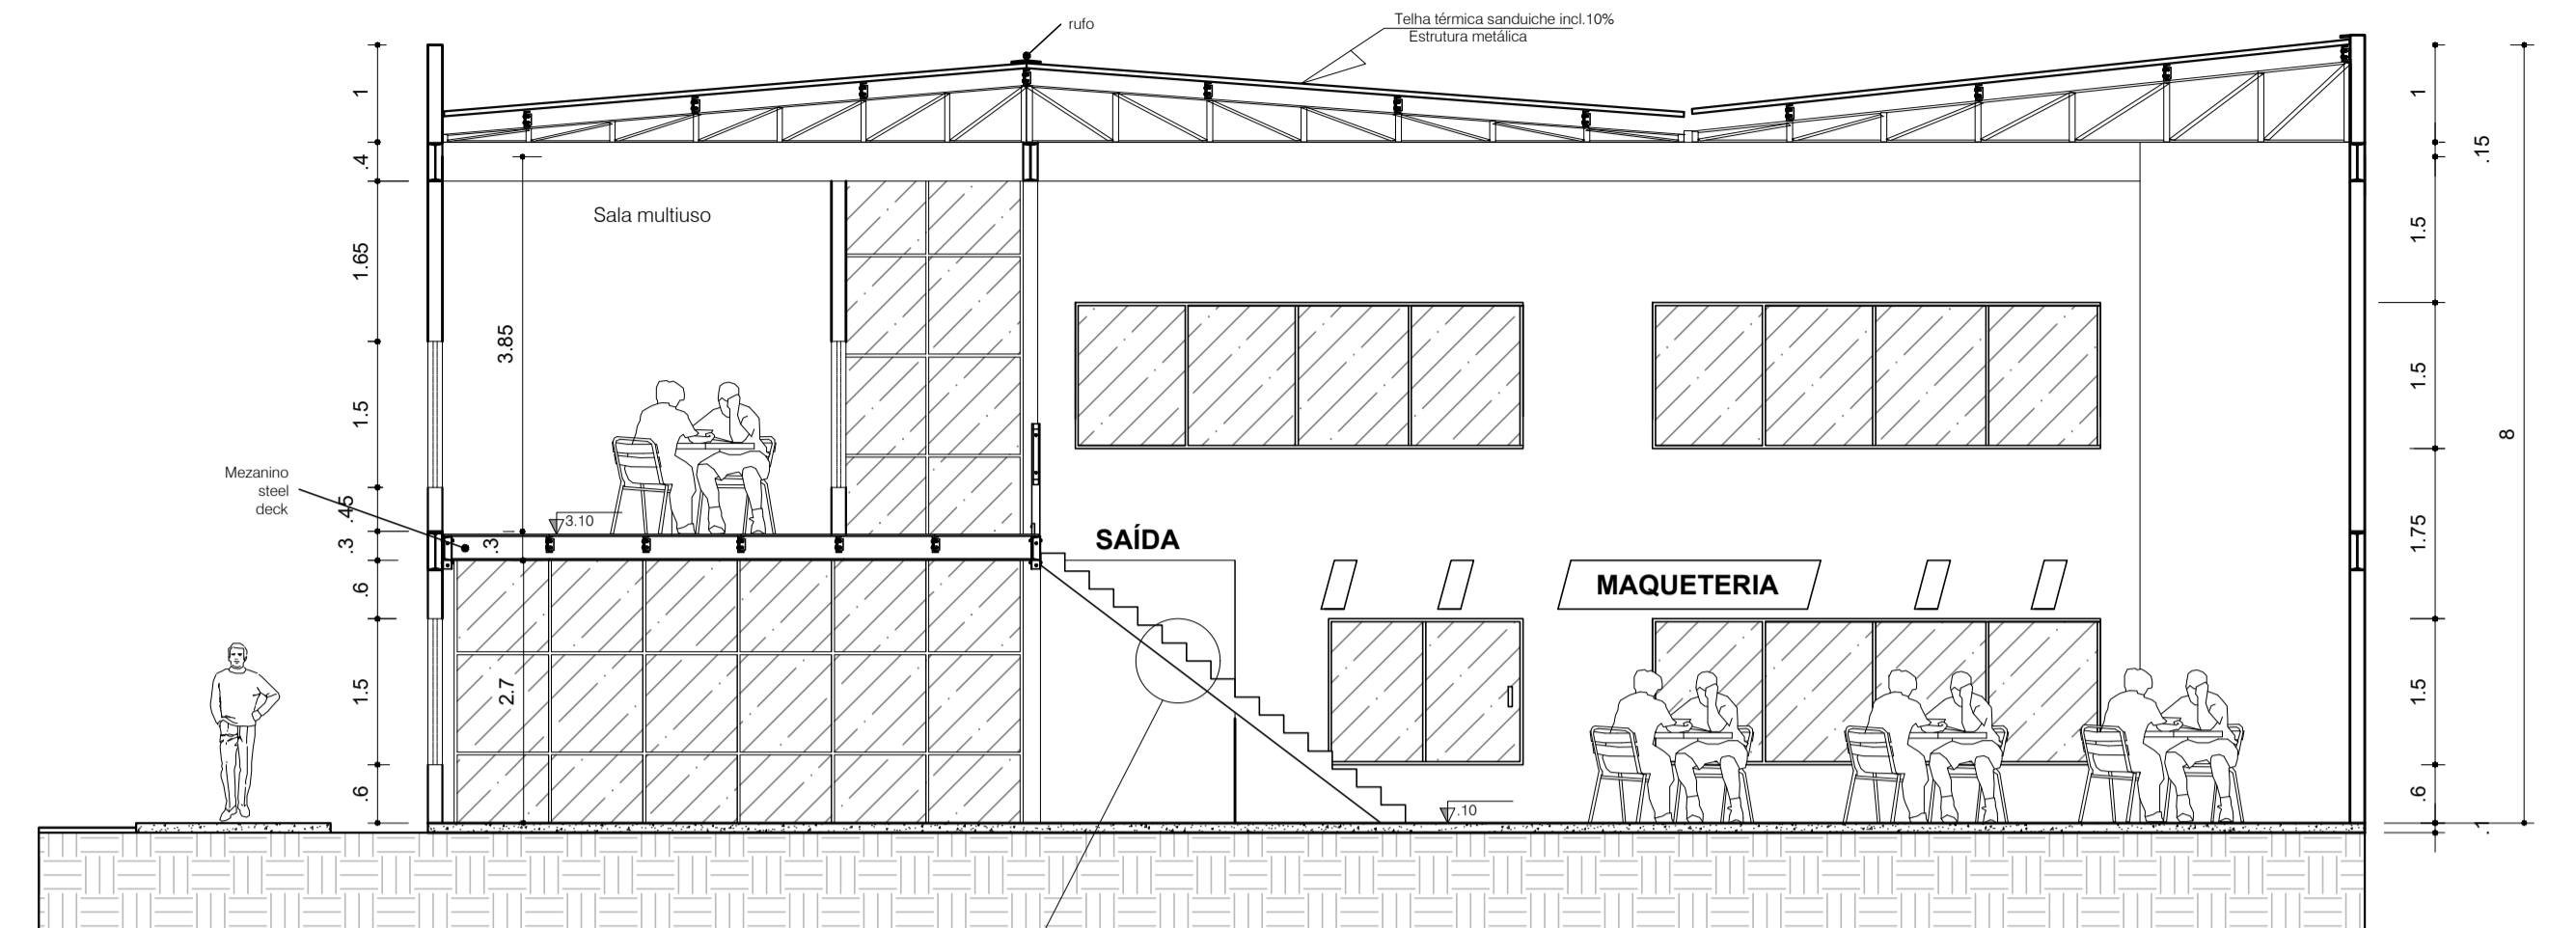 rufo
Telha térmica sanduiche incl.10%
Estrutura metálica
1
.4
1.65
1.5
.45
.3
.6
1.5
.6
Sala multiuso
3.85
Mezanino
steel
deck
3.10
.3
2.7
SAÍDA
MAQUETERIA
.10
1
.15
1.5
1.5
8
1.75
1.5
.6
.1